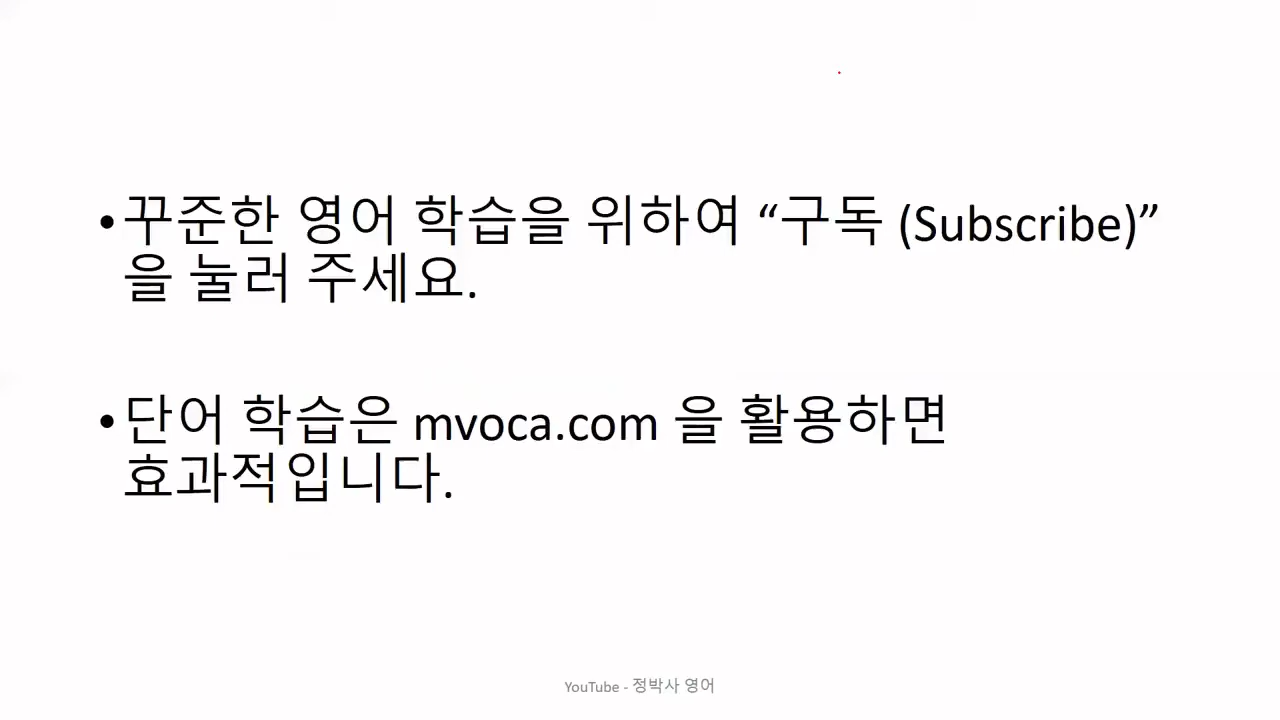 •꾸준한 영어 학습을 위하여 “구독 (Subscribe)”
을 눌러 주세요.
•단어 학습은 mvoca.com 을 활용하면
효과적입니다.
YouTube - 정박사 영어